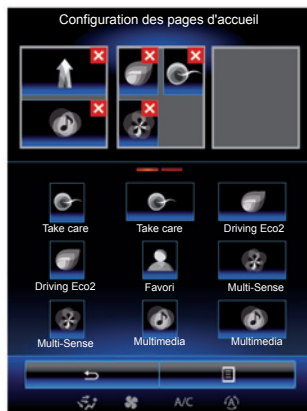 Configuration des pages d'accueil
Take care
Take care
Driving Eco2
Driving Eco2
Favori
Multi-Sense
Multi-Sense
Multimedia
Multimedia
A/C
A